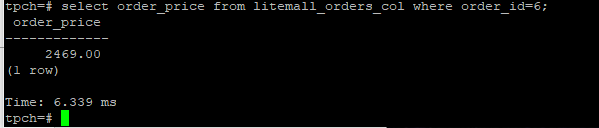 tpch=# select order_price from litemall_orders_col where order_id=6;
 order_price
-------------
     2469.00
(1 row)

Time: 6.339 ms
tpch=#